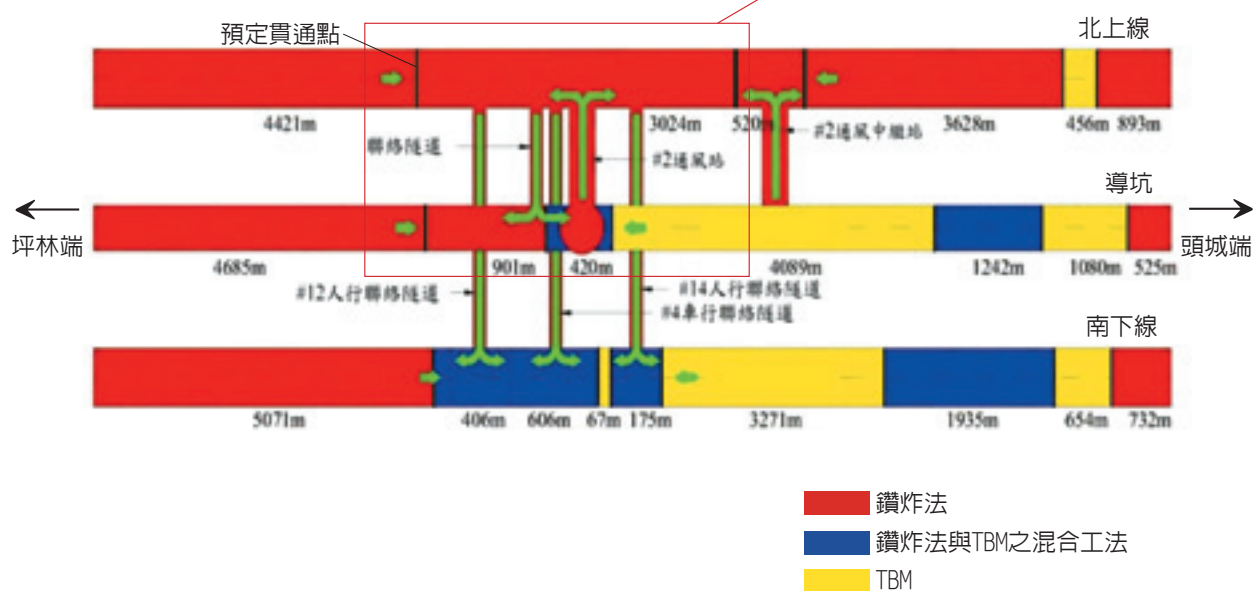 預定貫通點
北上線
4421m
3024m
520m
3628m
456m
893m
聯絡隧道
#2通風站
#2通風中繼站
導坑
坪林端
頭城端
4685m
901m
420m
4089m
1242m
1080m
525m
#12人行聯絡隧道
#14人行聯絡隧道
#4車行聯絡隧道
南下線
5071m
406m
606m
67m
175m
3271m
1935m
654m
732m
鑽炸法
鑽炸法與TBM之混合工法
TBM